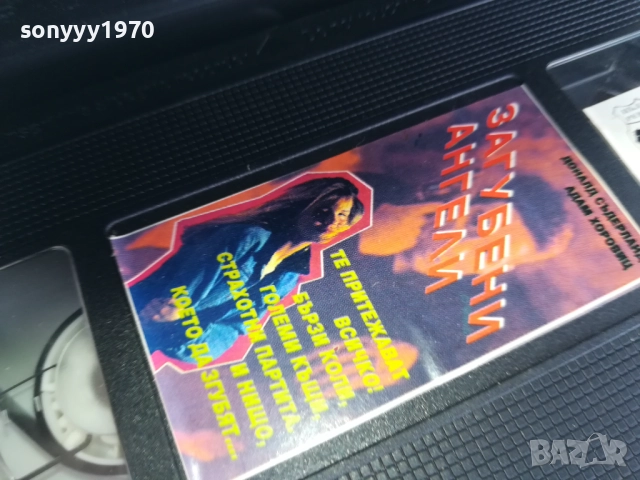 sonyyy1970
ЗАГУБЕНИ
АНГЕЛИ
ДОНАЛД СЪДЕРЛАНД
АДАМ ХОРОВИЦ
ТЕ ПРИТЕЖАВАТ
ВСИЧКО!
БЪРЗИ КОЛИ,
ГОЛЕМИ КЪЩИ,
СТРАХОТНИ ПАРТИТА,
И НИЩО,
КОЕТО ДА ЗГУБЯТ...
BAZAR
.bg